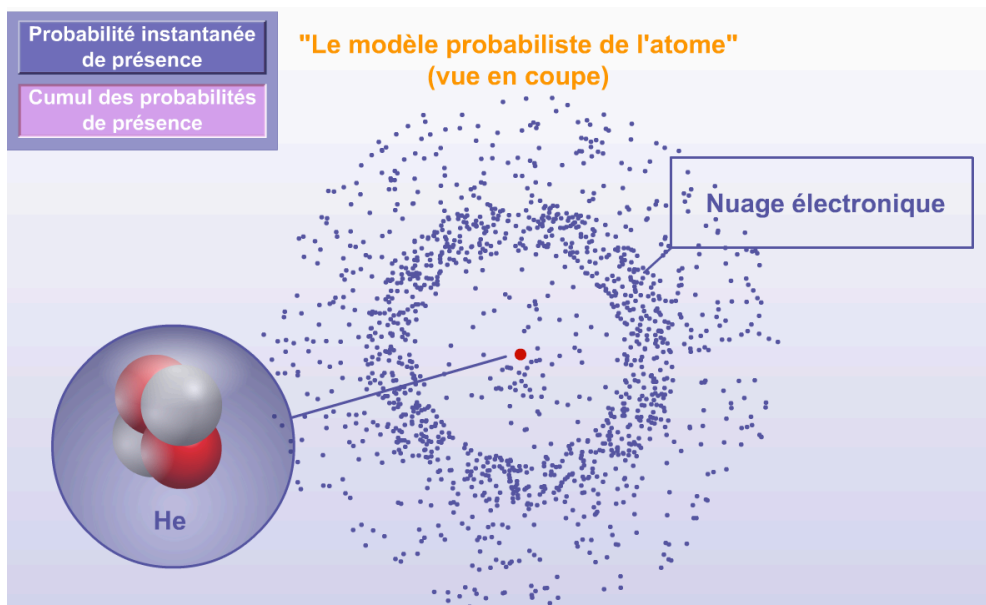 Probabilité instantanée
de présence
Cumul des probabilités
de présence
"Le modèle probabiliste de l'atome"
(vue en coupe)
Nuage électronique
He